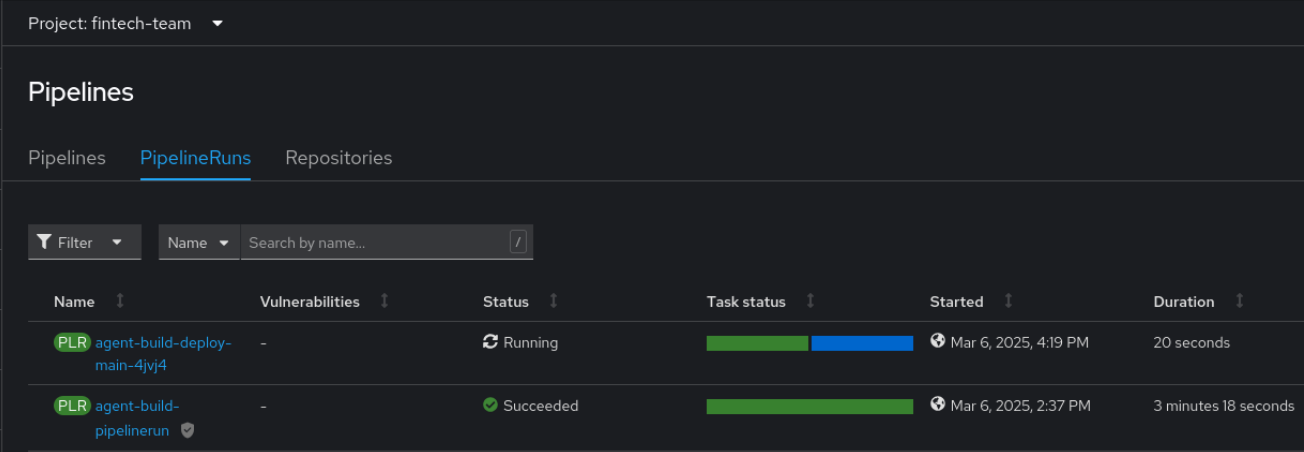 Project: fintech-team
Pipelines
Pipelines PipelineRuns Repositories
Filter Name Search by name... /
Name Vulnerabilities Status Task status Started Duration
PLR agent-build-deploy- - Running Mar 6, 2025, 4:19 PM 20 seconds
main-4jvj4
PLR agent-build- - Succeeded Mar 6, 2025, 2:37 PM 3 minutes 18 seconds
pipelinerun